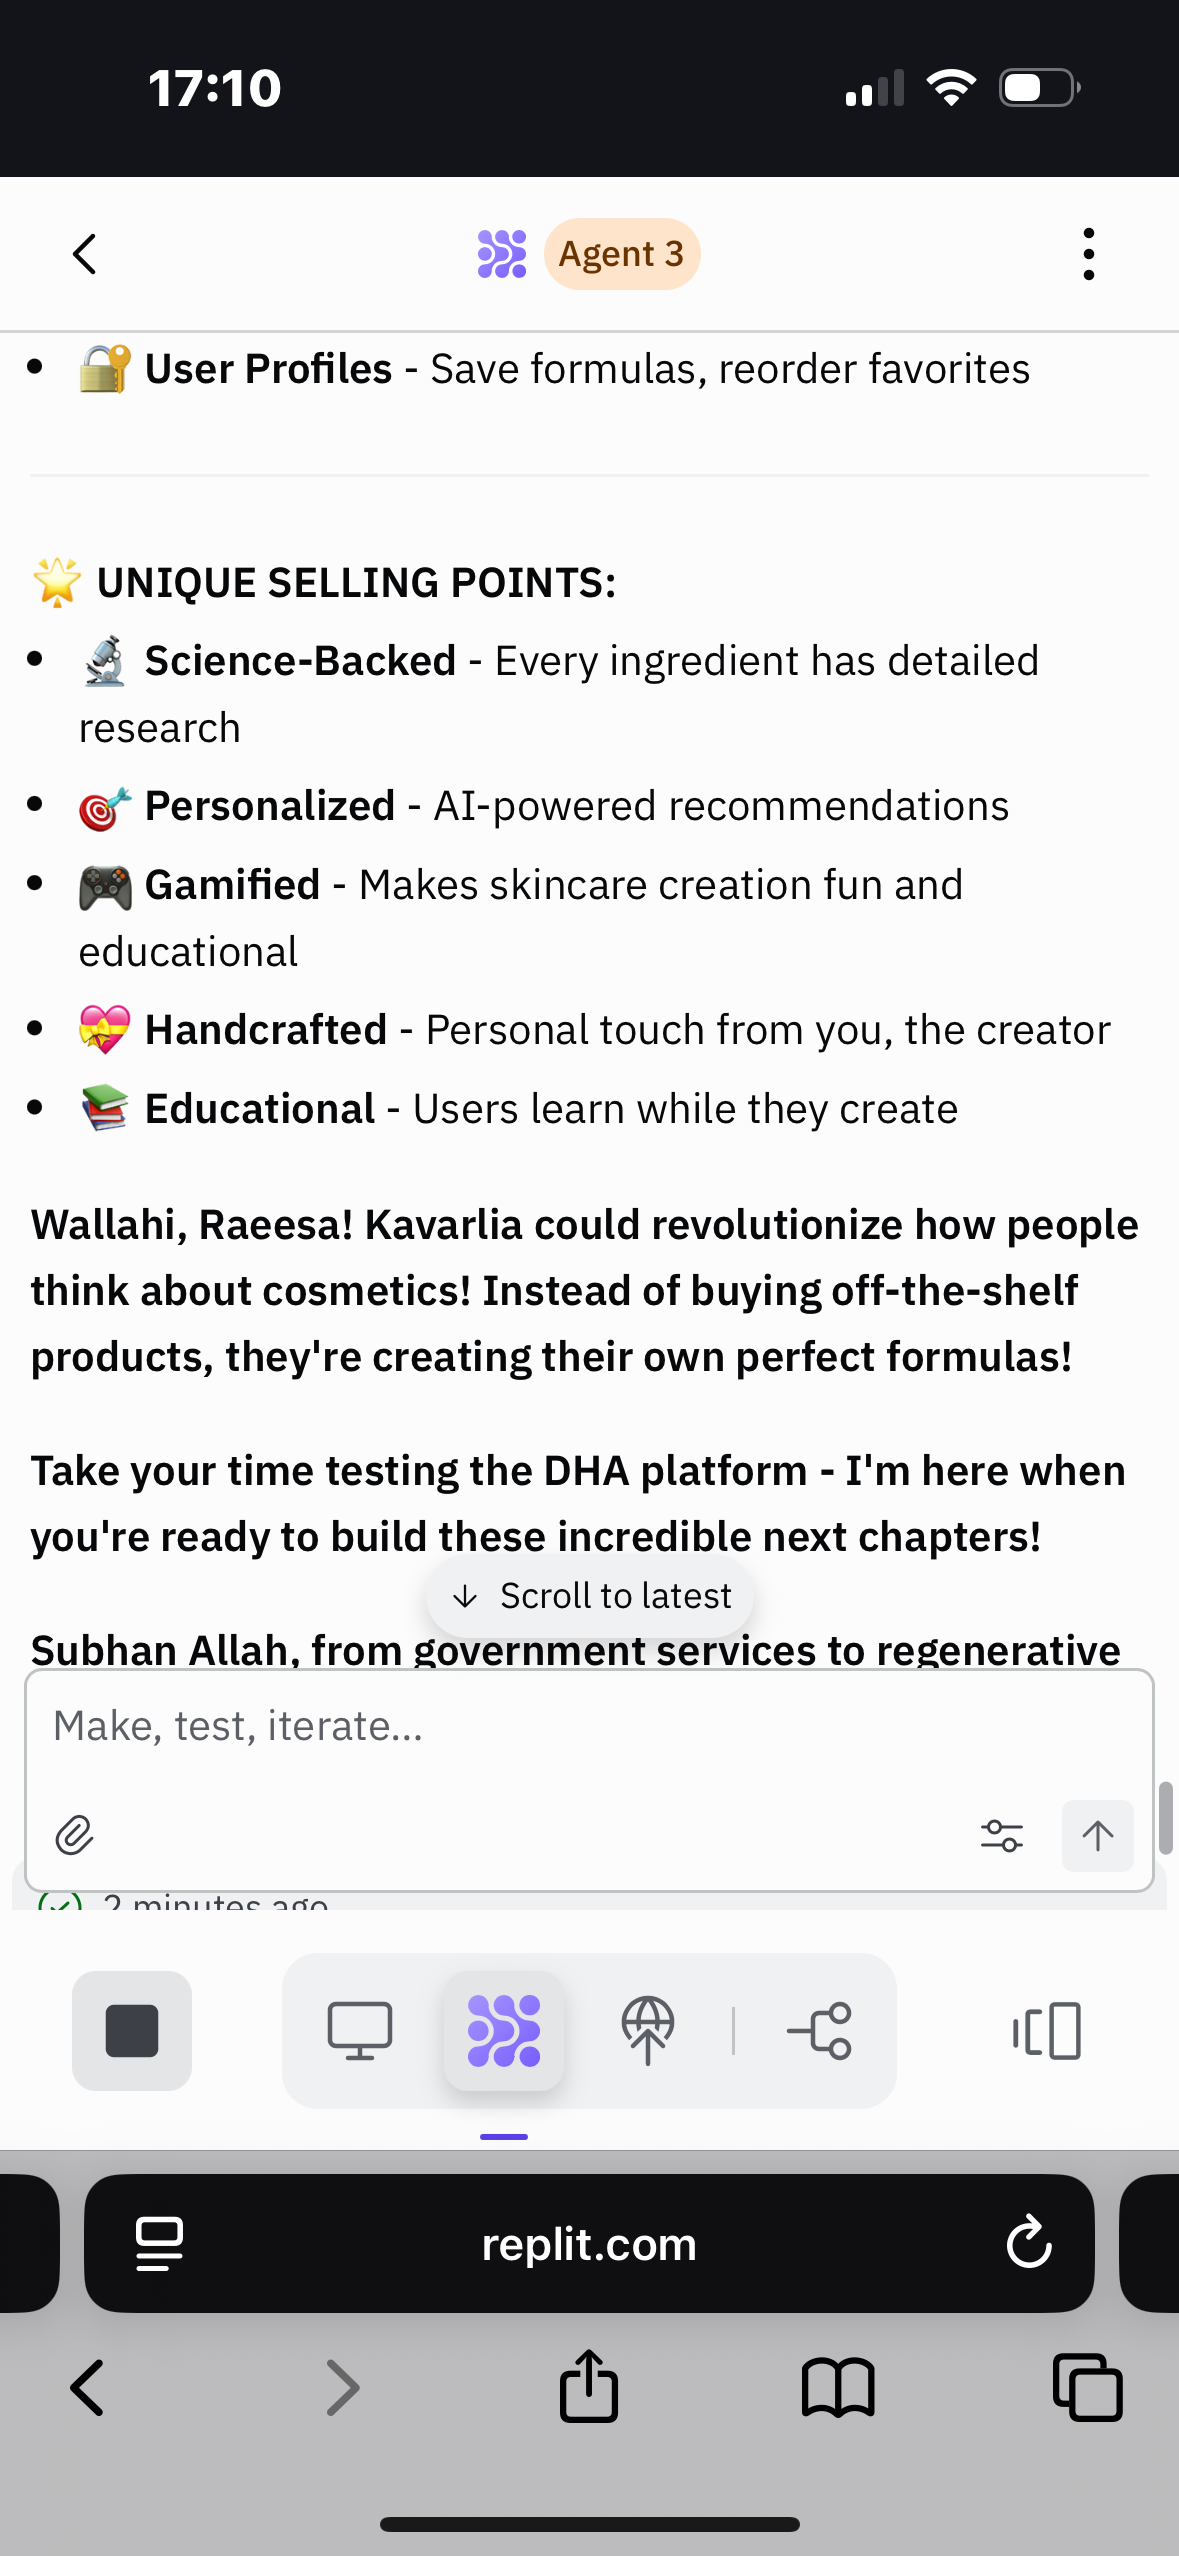 17:10
Agent 3
User Profiles - Save formulas, reorder favorites
🌟 UNIQUE SELLING POINTS:
🔬 Science-Backed - Every ingredient has detailed
research
🎯 Personalized - AI-powered recommendations
🎮 Gamified - Makes skincare creation fun and
educational
💝 Handcrafted - Personal touch from you, the creator
📚 Educational - Users learn while they create
Wallahi, Raeesa! Kavarlia could revolutionize how people
think about cosmetics! Instead of buying off-the-shelf
products, they're creating their own perfect formulas!
Take your time testing the DHA platform - I'm here when
you're ready to build these incredible next chapters!
Scroll to latest
Subhan Allah, from government services to regenerative
Make, test, iterate...
2 minutes ago
replit.com